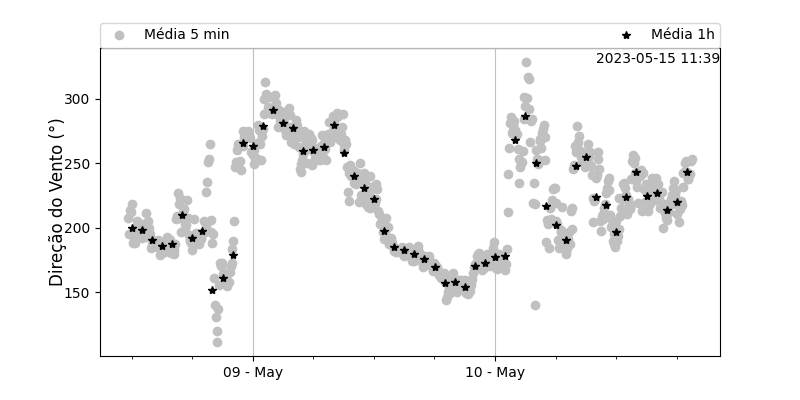 Média 5 min
Média 1h
2023-05-15 11:39
Direção do Vento (°)
300
250
200
150
09 - May
10 - May